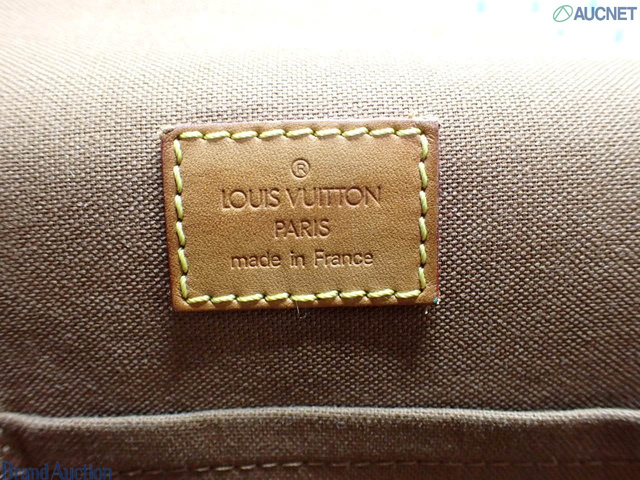 AUCNET
®
LOUIS VUITTON
PARIS
made in France
Brand Auction